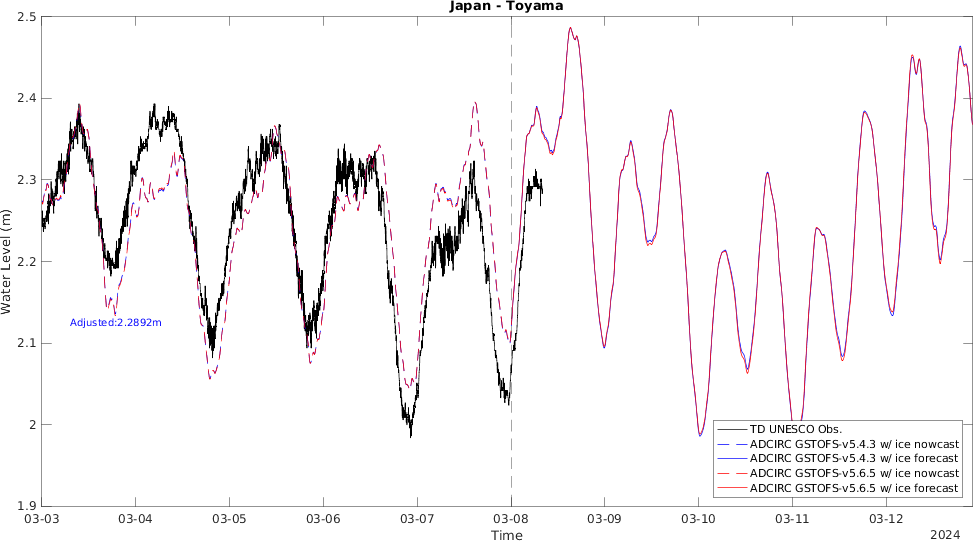 Japan - Toyama
Water Level (m)
2.5
2.4
2.3
2.2
2.1
2
1.9
Adjusted:2.2892m
TD UNESCO Obs.
ADCIRC GSTOFS-v5.4.3 w/ ice nowcast
ADCIRC GSTOFS-v5.4.3 w/ ice forecast
ADCIRC GSTOFS-v5.6.5 w/ ice nowcast
ADCIRC GSTOFS-v5.6.5 w/ ice forecast
03-03 03-04 03-05 03-06 03-07 03-08 03-09 03-10 03-11 03-12
Time
2024